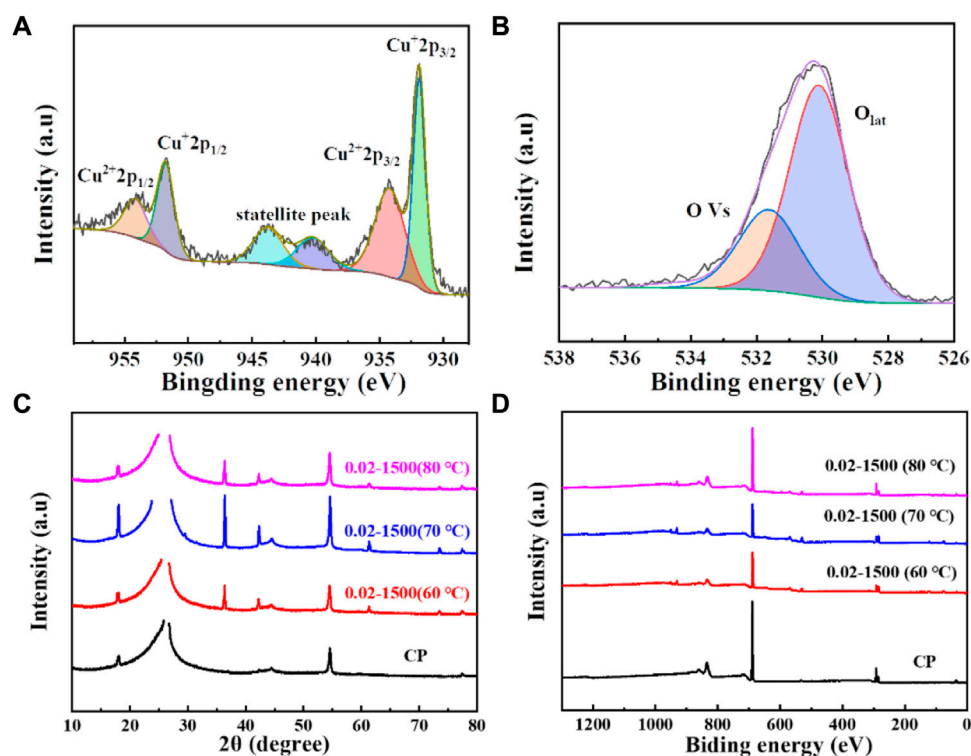 A
Intensity (a.u)
Cu²⁺2p₁/₂
Cu⁺2p₁/₂
statellite peak
Cu²⁺2p₃/₂
Cu⁺2p₃/₂
955 950 945 940 935 930
Bingding energy (eV)
B
Intensity (a.u)
O Vs
Oₗₐₜ
538 536 534 532 530 528 526
Binding energy (eV)
C
Intensity (a.u)
0.02-1500(80 °C)
0.02-1500(70 °C)
0.02-1500(60 °C)
CP
10 20 30 40 50 60 70 80
2θ (degree)
D
Intensity (a.u)
0.02-1500 (80 °C)
0.02-1500 (70 °C)
0.02-1500 (60 °C)
CP
1200 1000 800 600 400 200 0
Biding energy (eV)